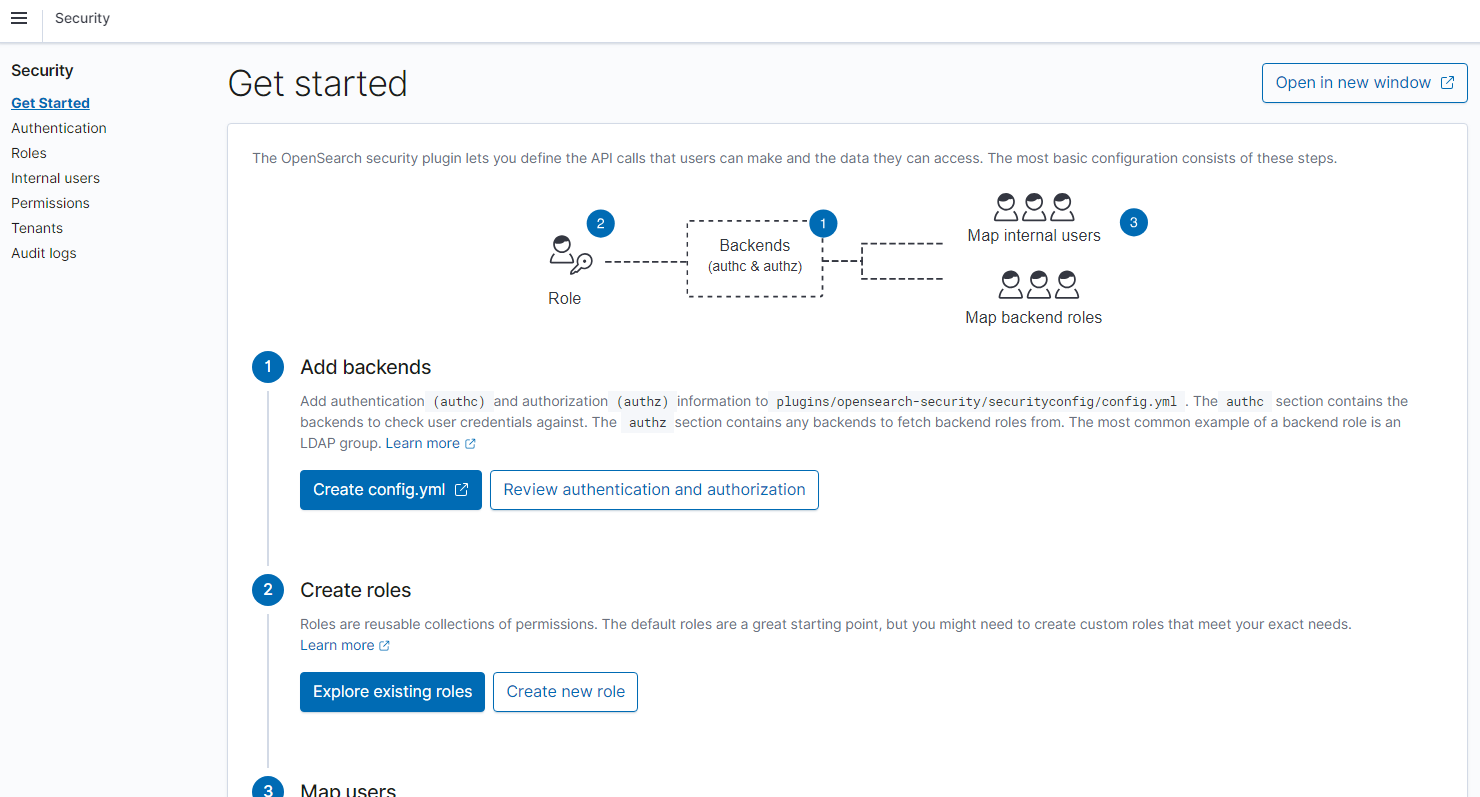 Security
Security
Get Started
Authentication
Roles
Internal users
Permissions
Tenants
Audit logs
Get started
Open in new window
The OpenSearch security plugin lets you define the API calls that users can make and the data they can access. The most basic configuration consists of these steps.
2
Role
1
Backends
(authc & authz)
Map internal users
3
Map backend roles
1
Add backends
Add authentication (authc) and authorization (authz) information to plugins/opensearch-security/securityconfig/config.yml . The authc section contains the
backends to check user credentials against. The authz section contains any backends to fetch backend roles from. The most common example of a backend role is an
LDAP group. Learn more
Create config.yml
Review authentication and authorization
2
Create roles
Roles are reusable collections of permissions. The default roles are a great starting point, but you might need to create custom roles that meet your exact needs.
Learn more
Explore existing roles
Create new role
3
Map users